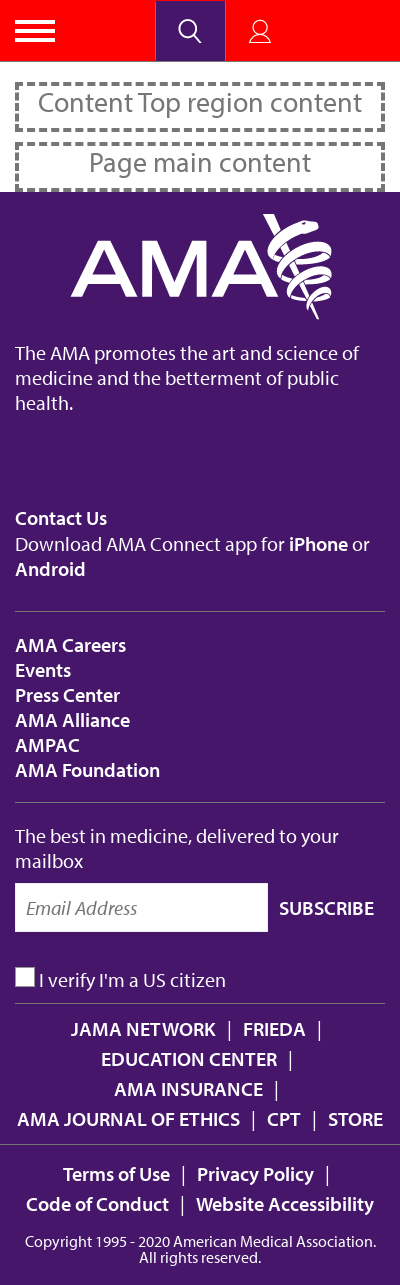 Content Top region content
Page main content
AMA
The AMA promotes the art and science of
medicine and the betterment of public
health.
Contact Us
Download AMA Connect app for iPhone or
Android
AMA Careers
Events
Press Center
AMA Alliance
AMPAC
AMA Foundation
The best in medicine, delivered to your
mailbox
Email Address SUBSCRIBE
I verify I'm a US citizen
JAMA NETWORK | FRIEDA |
EDUCATION CENTER |
AMA INSURANCE |
AMA JOURNAL OF ETHICS | CPT | STORE
Terms of Use | Privacy Policy |
Code of Conduct | Website Accessibility
Copyright 1995 - 2020 American Medical Association.
All rights reserved.